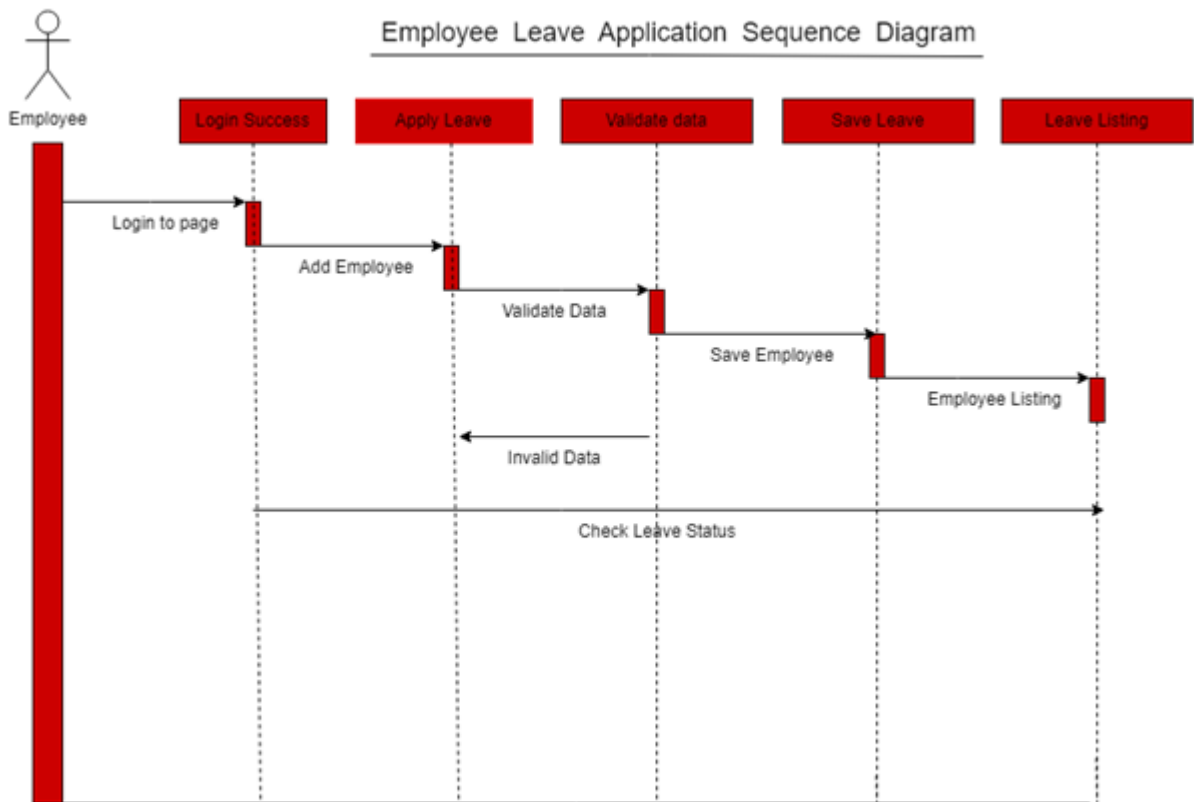 Employee Leave Application Sequence Diagram
Employee
Login Success
Apply Leave
Validate data
Save Leave
Leave Listing
Login to page
Add Employee
Validate Data
Save Employee
Employee Listing
Invalid Data
Check Leave Status